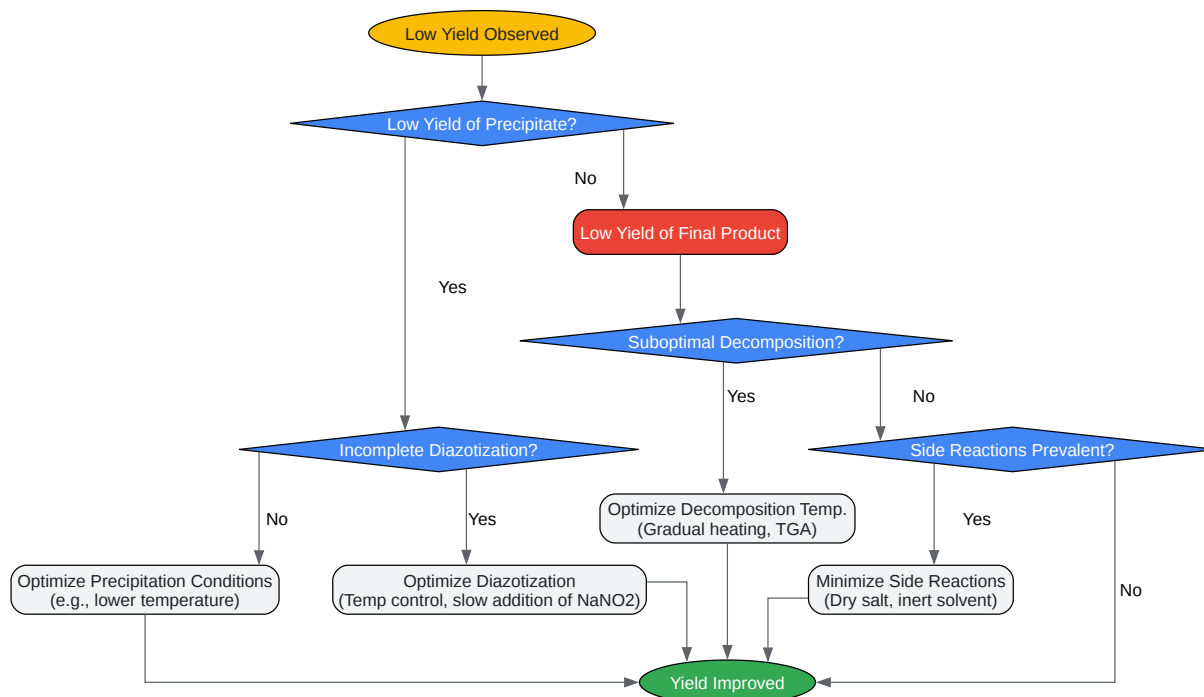 Low Yield Observed
Low Yield of Precipitate?
No
Low Yield of Final Product
Yes
Suboptimal Decomposition?
Yes
No
Incomplete Diazotization?
Side Reactions Prevalent?
No
Yes
Optimize Decomposition Temp.
(Gradual heating, TGA)
Yes
Optimize Precipitation Conditions
(e.g., lower temperature)
Optimize Diazotization
(Temp control, slow addition of NaNO2)
Minimize Side Reactions
(Dry salt, inert solvent)
No
Yield Improved